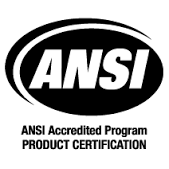 ANSI
ANSI Accredited Program
PRODUCT CERTIFICATION